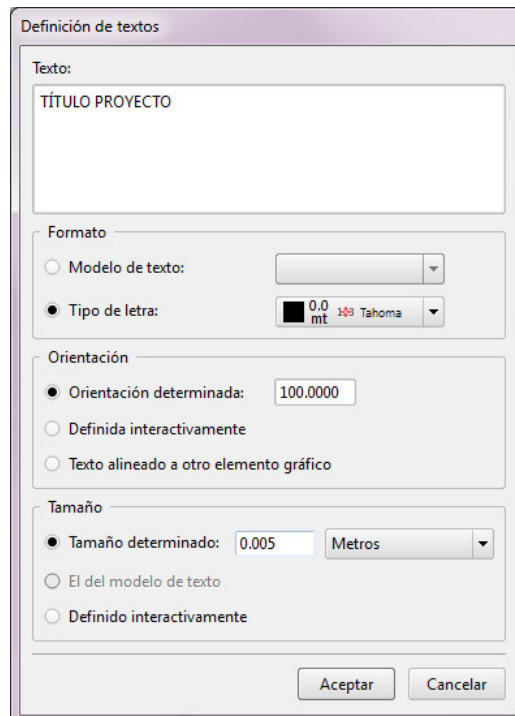 Definición de textos
Texto:
TÍTULO PROYECTO
Formato
Modelo de texto:
Tipo de letra: 0.0 mt Tahoma
Orientación
Orientación determinada: 100.0000
Definida interactivamente
Texto alineado a otro elemento gráfico
Tamaño
Tamaño determinado: 0.005 Metros
El del modelo de texto
Definido interactivamente
Aceptar Cancelar